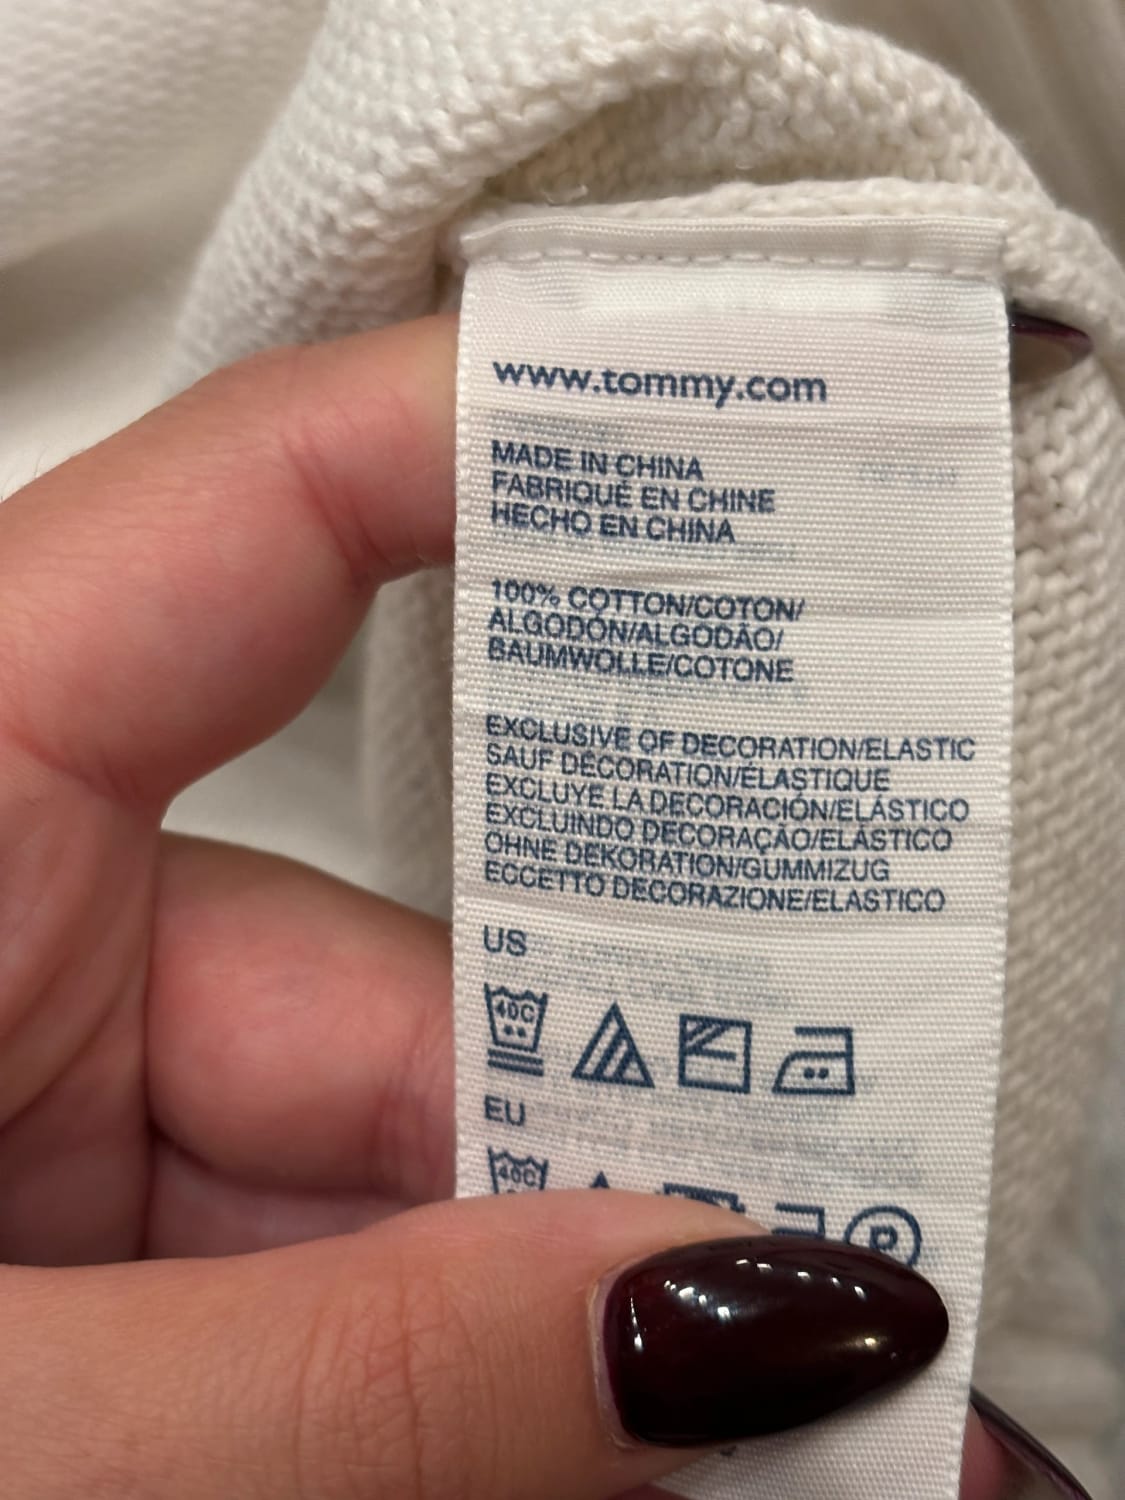 www.tommy.com
MADE IN CHINA
FABRIQUÉ EN CHINE
HECHO EN CHINA
100% COTTON/COTON/
ALGODÓN/ALGODÃO/
BAUMWOLLE/COTONE
EXCLUSIVE OF DECORATION/ELASTIC
SAUF DÉCORATION/ÉLASTIQUE
EXCLUYE LA DECORACIÓN/ELÁSTICO
EXCLUINDO DECORAÇÃO/ELÁSTICO
OHNE DEKORATION/GUMMIZUG
ECCETTO DECORAZIONE/ELASTICO
US
40C
EU
40C P